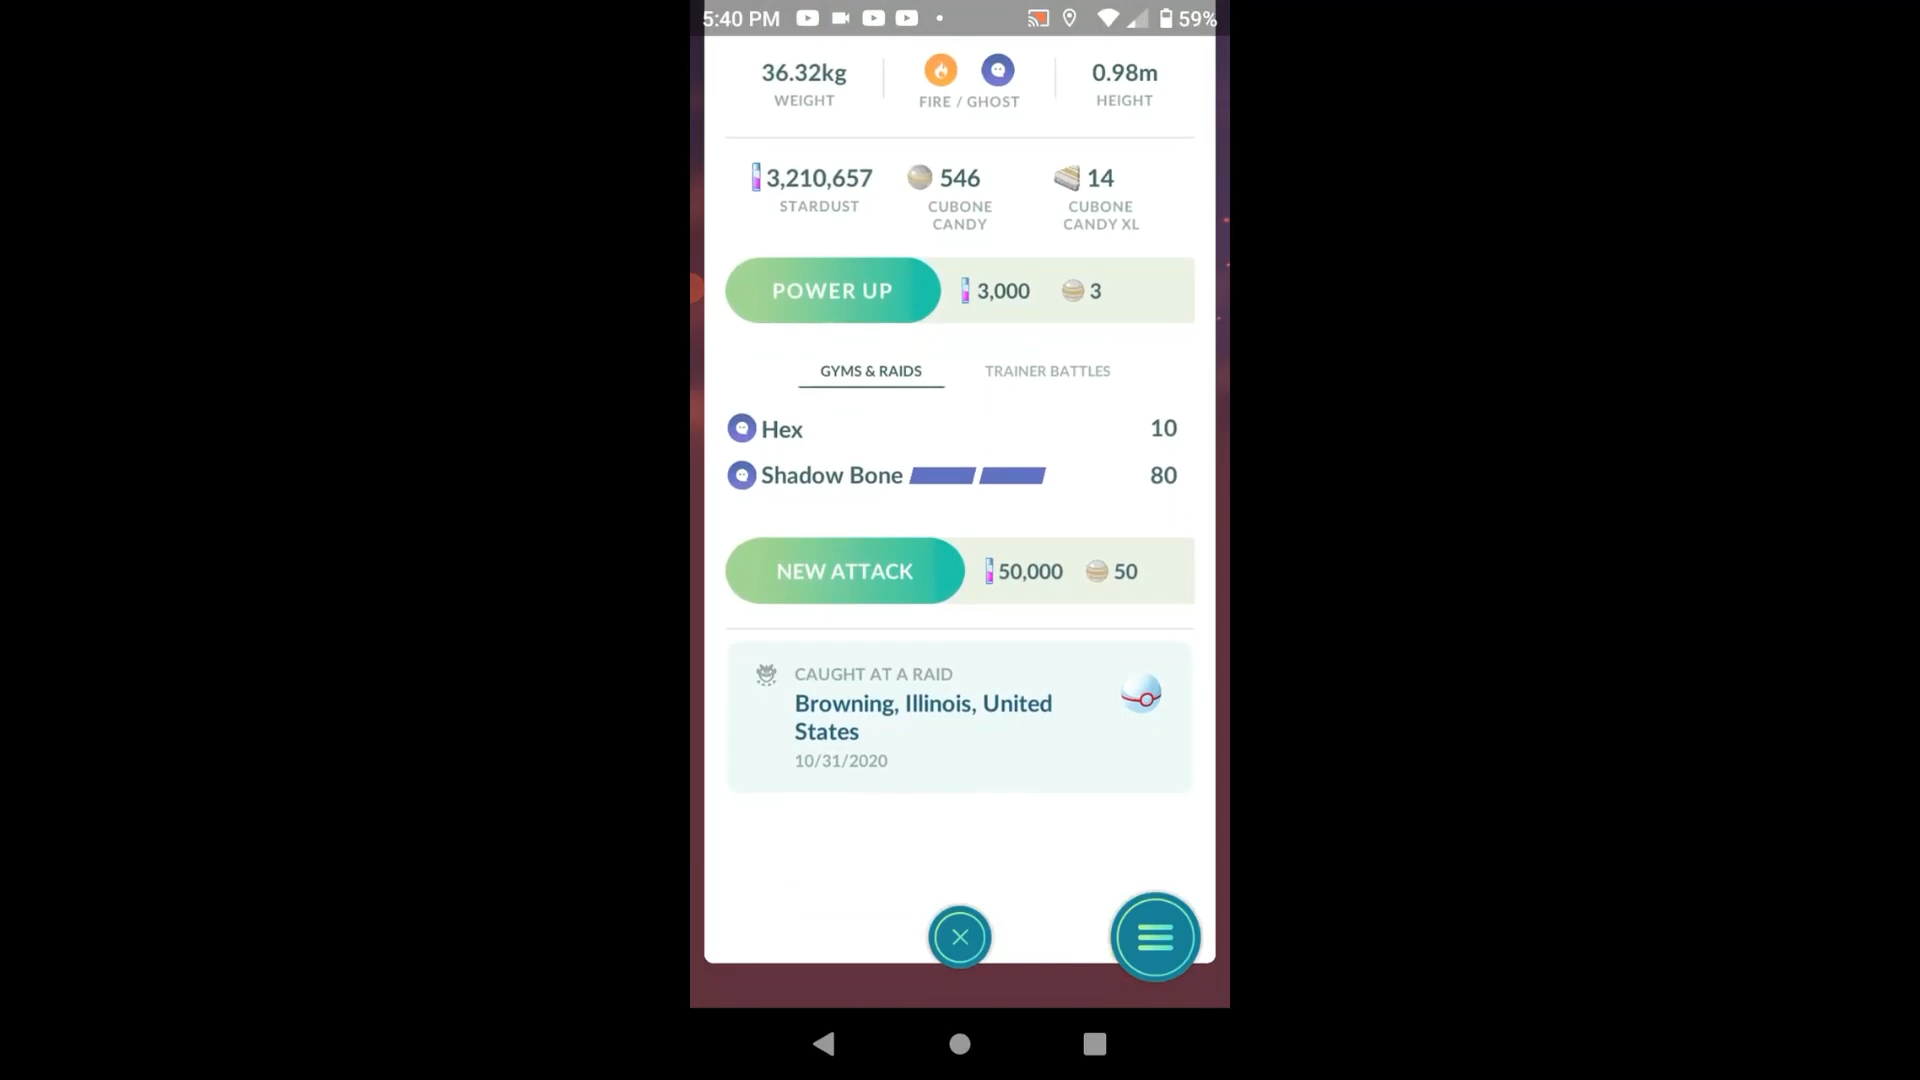 5:40 PM 59%
36.32kg FIRE / GHOST 0.98m
WEIGHT HEIGHT
3,210,657 546 14
STARDUST CUBONE CANDY CUBONE CANDY XL
POWER UP 3,000 3
GYMS & RAIDS TRAINER BATTLES
Hex 10
Shadow Bone 80
NEW ATTACK 50,000 50
CAUGHT AT A RAID
Browning, Illinois, United
States
10/31/2020